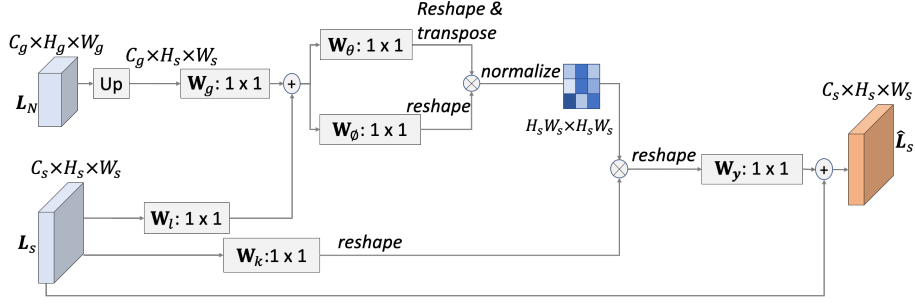 Reshape &
transpose
C_g×H_g×W_g
C_g×H_s×W_s
L_N
Up
W_g: 1 x 1
+
W_θ: 1 x 1
W_∅: 1 x 1
reshape
normalize
H_sW_s×H_sW_s
C_s×H_s×W_s
L_s
W_l: 1 x 1
W_k:1 x 1
reshape
reshape
W_y: 1 x 1
+
C_s×H_s×W_s
L̂_s